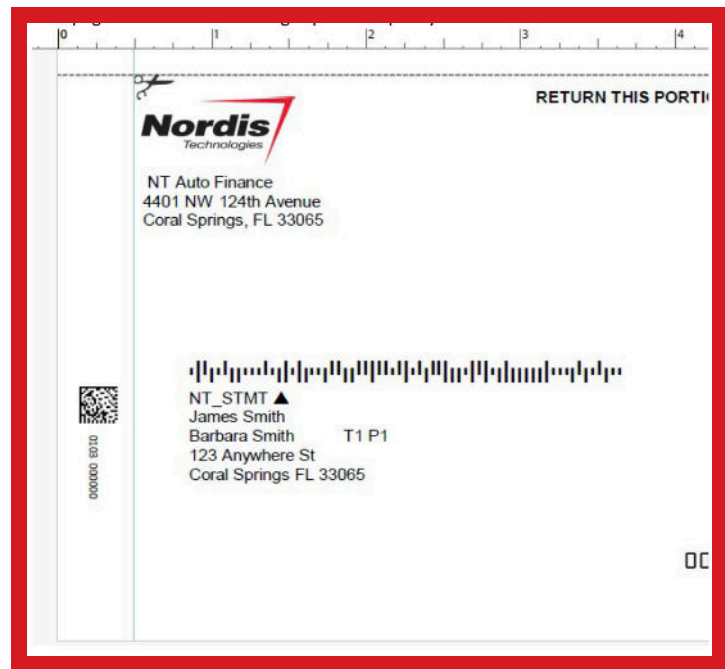 0 1 2 3 4
RETURN THIS PORTI
Nordis
Technologies
NT Auto Finance
4401 NW 124th Avenue
Coral Springs, FL 33065
NT_STMT ▲
James Smith
Barbara Smith T1 P1
123 Anywhere St
Coral Springs FL 33065
0103 000000